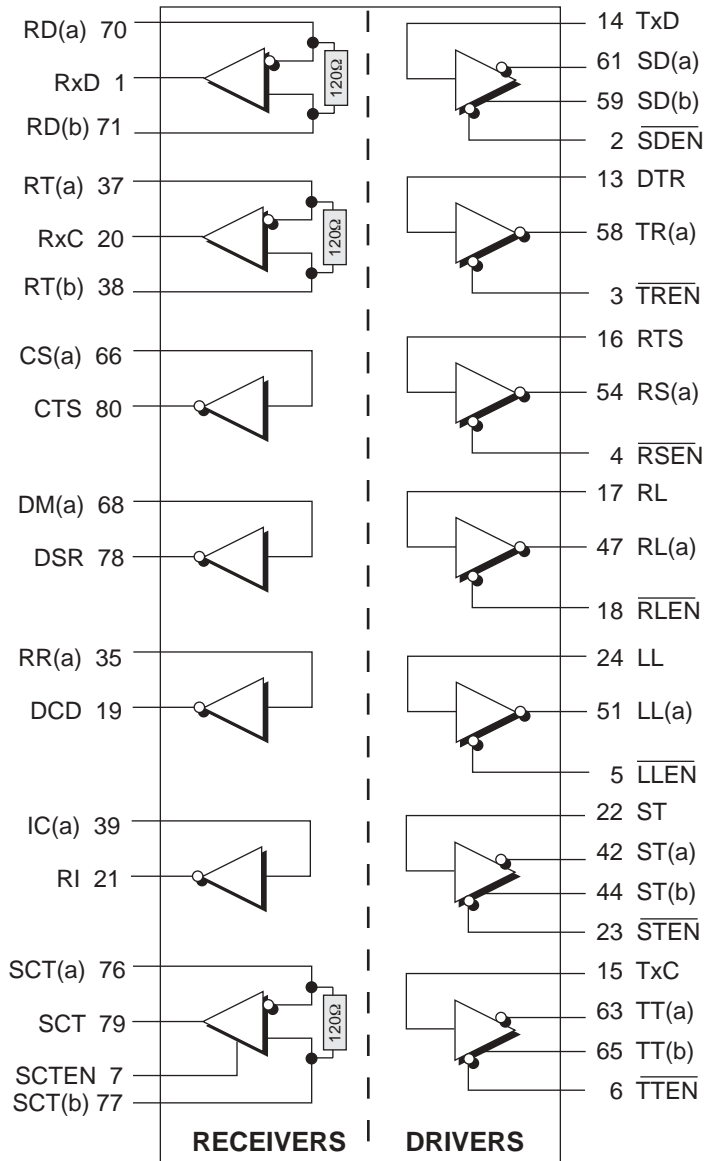 RD(a) 70
120Ω
RxD 1
RD(b) 71
RT(a) 37
120Ω
RxC 20
RT(b) 38
CS(a) 66
CTS 80
DM(a) 68
DSR 78
RR(a) 35
DCD 19
IC(a) 39
RI 21
SCT(a) 76
120Ω
SCT 79
SCTEN 7
SCT(b) 77
RECEIVERS
14 TxD
61 SD(a)
59 SD(b)
2 SDEN
13 DTR
58 TR(a)
3 TREN
16 RTS
54 RS(a)
4 RSEN
17 RL
47 RL(a)
18 RLEN
24 LL
51 LL(a)
5 LLEN
22 ST
42 ST(a)
44 ST(b)
23 STEN
15 TxC
63 TT(a)
65 TT(b)
6 TTEN
DRIVERS